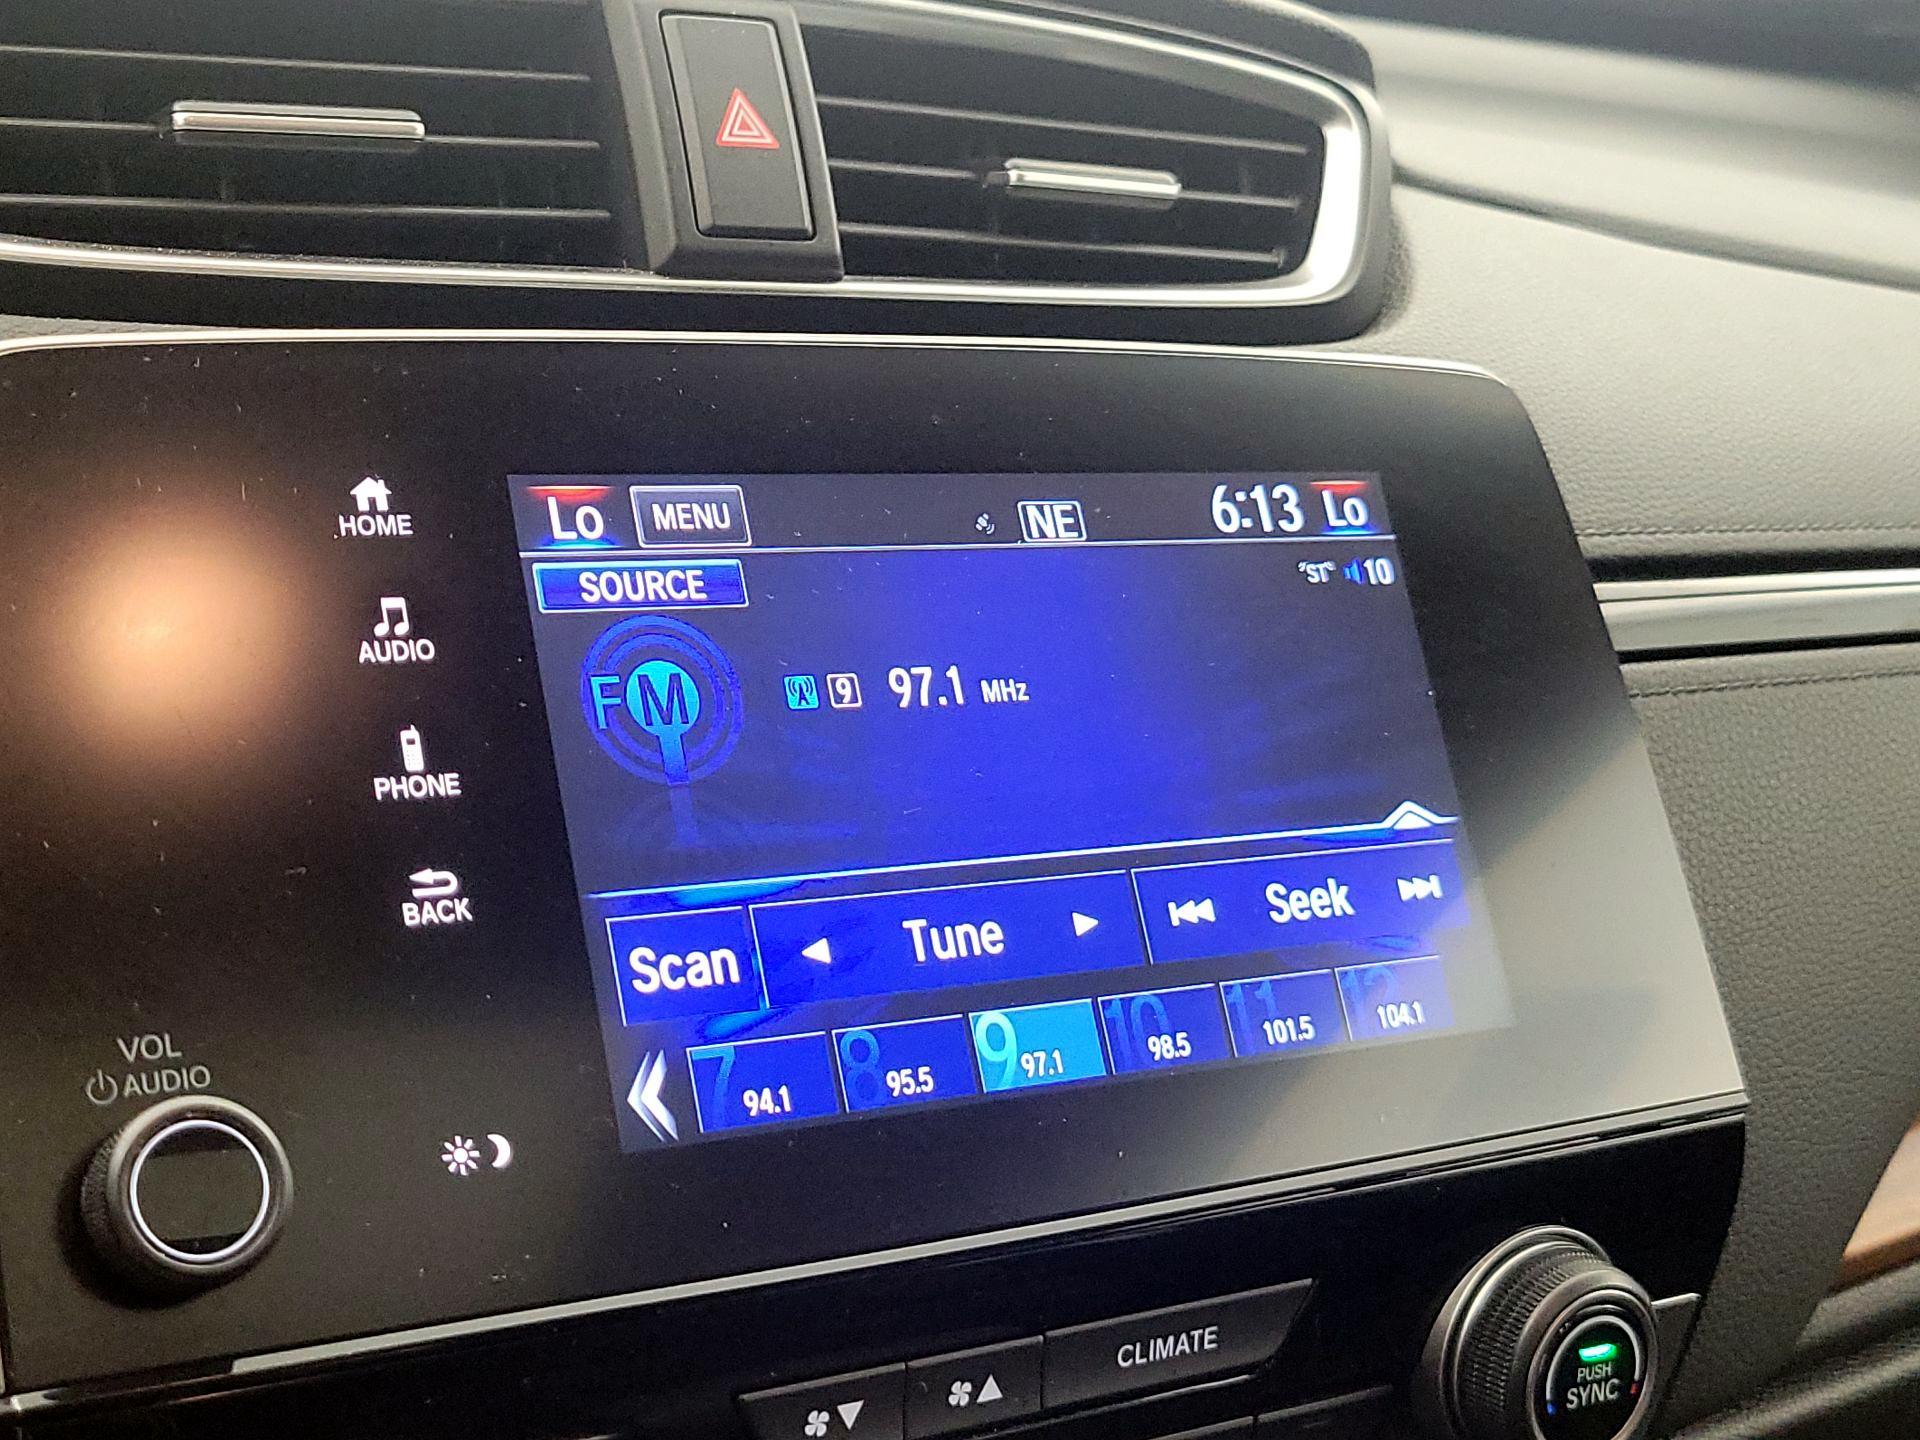 Lo MENU NE 6:13 Lo
SOURCE
"ST" 10
FM
9 97.1 MHz
HOME
AUDIO
PHONE
BACK
Scan Tune Seek
7 94.1
8 95.5
9 97.1
10 98.5
11 101.5
12 104.1
VOL
AUDIO
CLIMATE
PUSH
SYNC